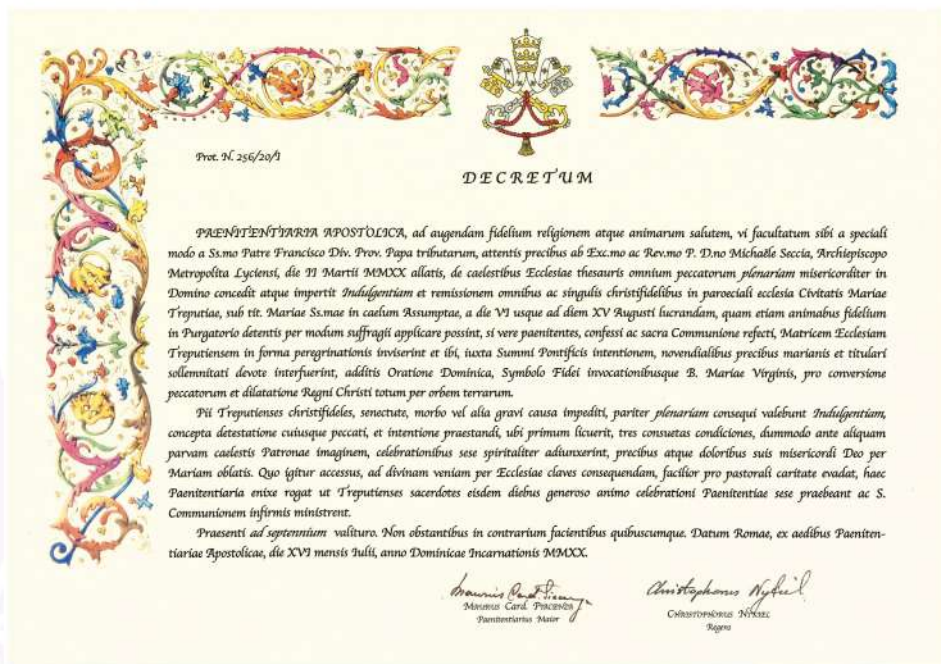 Prot. N. 256/20/I
DECRETUM
PAENITENTIARIA APOSTOLICA, ad augendam fidelium religionem atque animarum salutem, vi facultatum sibi a speciali
modo a Ss.mo Patre Francisco Div. Prov. Papa tributarum, attentis precibus ab Exc.mo ac Rev.mo P. D.no Michaële Seccia, Archiepiscopo
Metropolita Lyciensi, die II Martii MMXX allatis, de caelestibus Ecclesiae thesauris omnium peccatorum plenariam misericorditer in
Domino concedit atque impertit Indulgentiam et remissionem omnibus ac singulis christifidelibus in paroeciali ecclesia Civitatis Mariae
Treputiae, sub tit. Mariae Ss.mae in caelum Assumptae, a die VI usque ad diem XV Augusti lucrandam, quam etiam animabus fidelium
in Purgatorio detentis per modum suffragii applicare possint, si vere paenitentes, confessi ac sacra Communione refecti, Matricem Ecclesiam
Treputiensem in forma peregrinationis inviserint et ibi, iuxta Summi Pontificis intentionem, novendialibus precibus marianis et titulari
sollemnitati devote interfuerint, additis Oratione Dominica, Symbolo Fidei invocationibusque B. Mariae Virginis, pro conversione
peccatorum et dilatatione Regni Christi totum per orbem terrarum.
Pii Treputienses christifideles, senectute, morbo vel alia gravi causa impediti, pariter plenariam consequi valebunt Indulgentiam,
concepta detestatione cuiusque peccati, et intentione praestandi, ubi primum licuerit, tres consuetas condiciones, dummodo ante aliquam
parvam caelestis Patronae imaginem, celebrationibus sese spiritaliter adiunxerint, precibus atque doloribus suis misericordi Deo per
Mariam oblatis. Quo igitur accessus, ad divinam veniam per Ecclesiae claves consequendam, facilior pro pastorali caritate evadat, haec
Paenitentiaria enixe rogat ut Treputienses sacerdotes eisdem diebus generoso animo celebrationi Paenitentiae sese praebeant ac S.
Communionem infirmis ministrent.
Praesenti ad septennium valituro. Non obstantibus in contrarium facientibus quibuscumque. Datum Romae, ex aedibus Paeniten-
tiariae Apostolicae, die XVI mensis Iulii, anno Dominicae Incarnationis MMXX.
Maurus Card. Piacenza
Christophorus Nykiel
MAURUS Card. PIACENZA
CHRISTOPHORUS NYKIEL
Paenitentiarius Maior
Regens